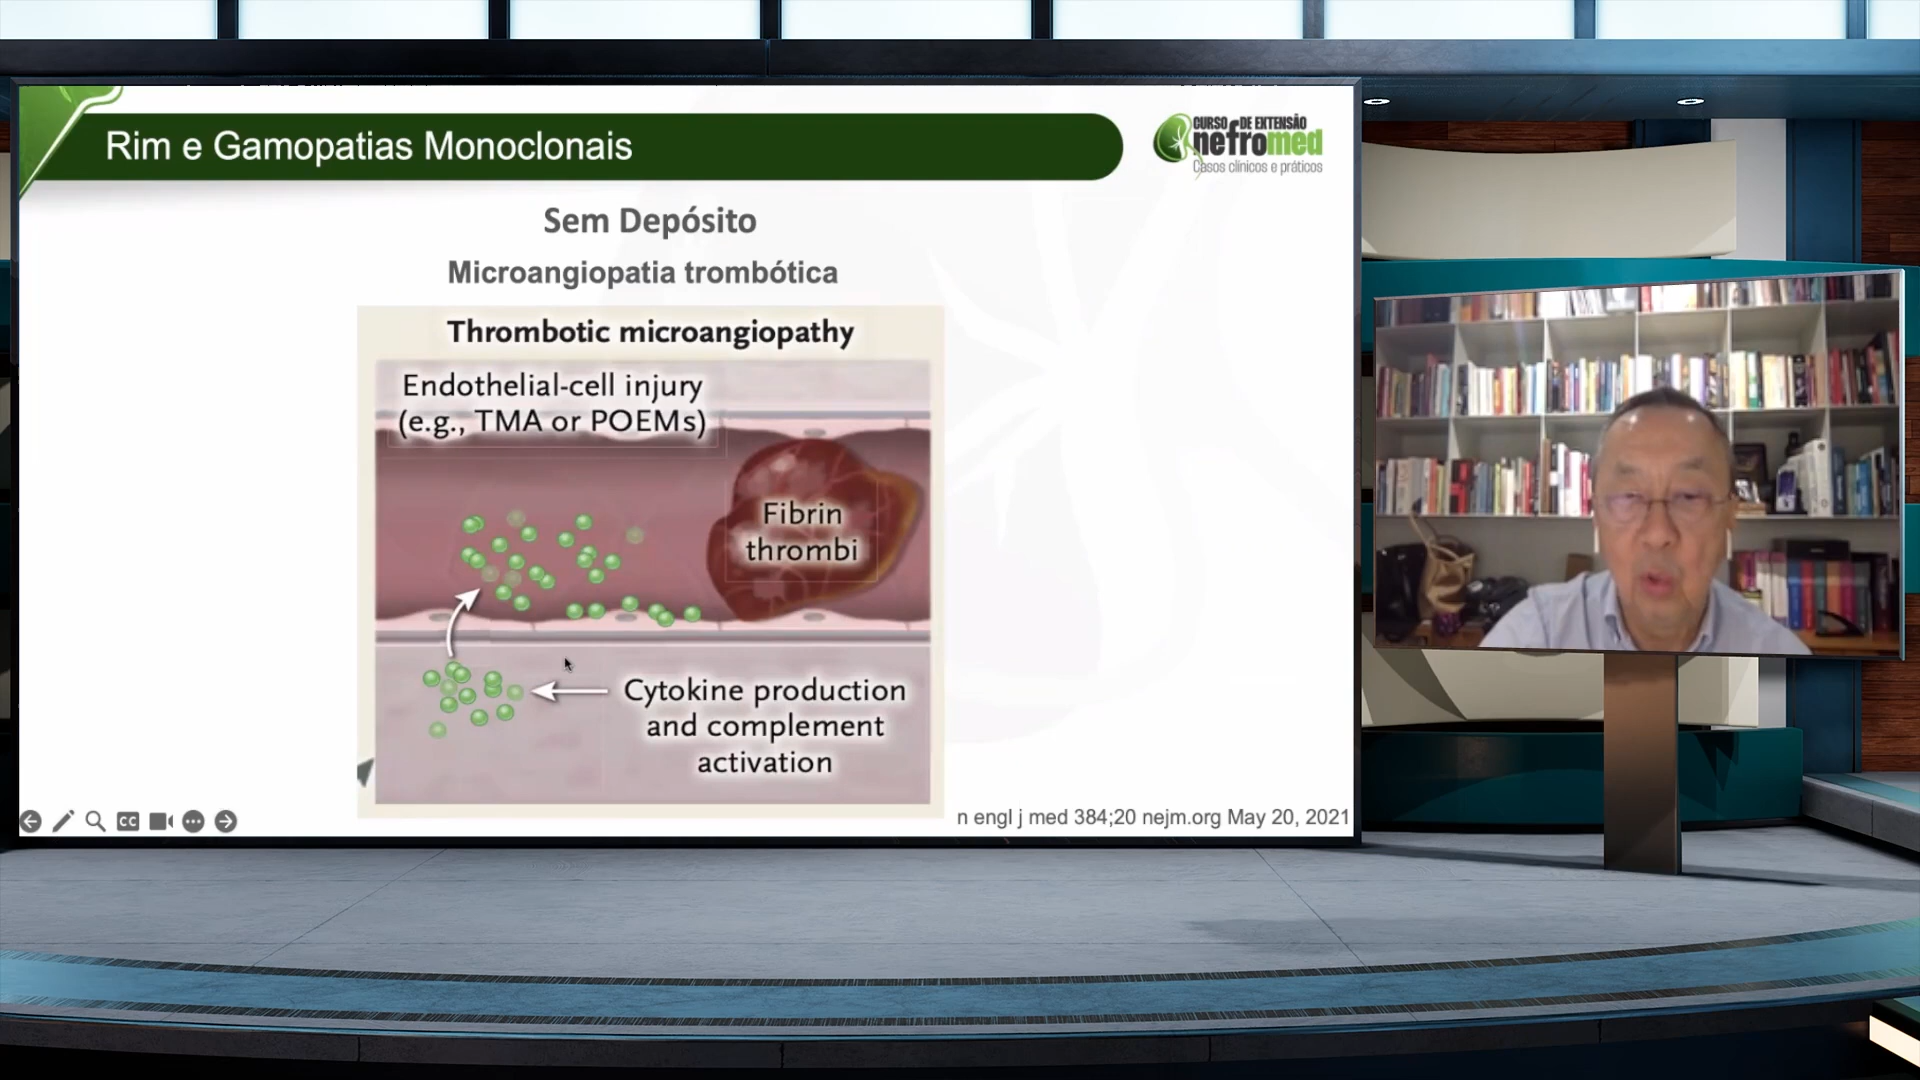 Rim e Gamopatias Monoclonais
CURSO DE EXTENSÃO
nefromed
Casos clínicos e práticos
Sem Depósito
Microangiopatia trombótica
Thrombotic microangiopathy
Endothelial-cell injury
(e.g., TMA or POEMs)
Fibrin
thrombi
Cytokine production
and complement
activation
CC
n engl j med 384;20 nejm.org May 20, 2021